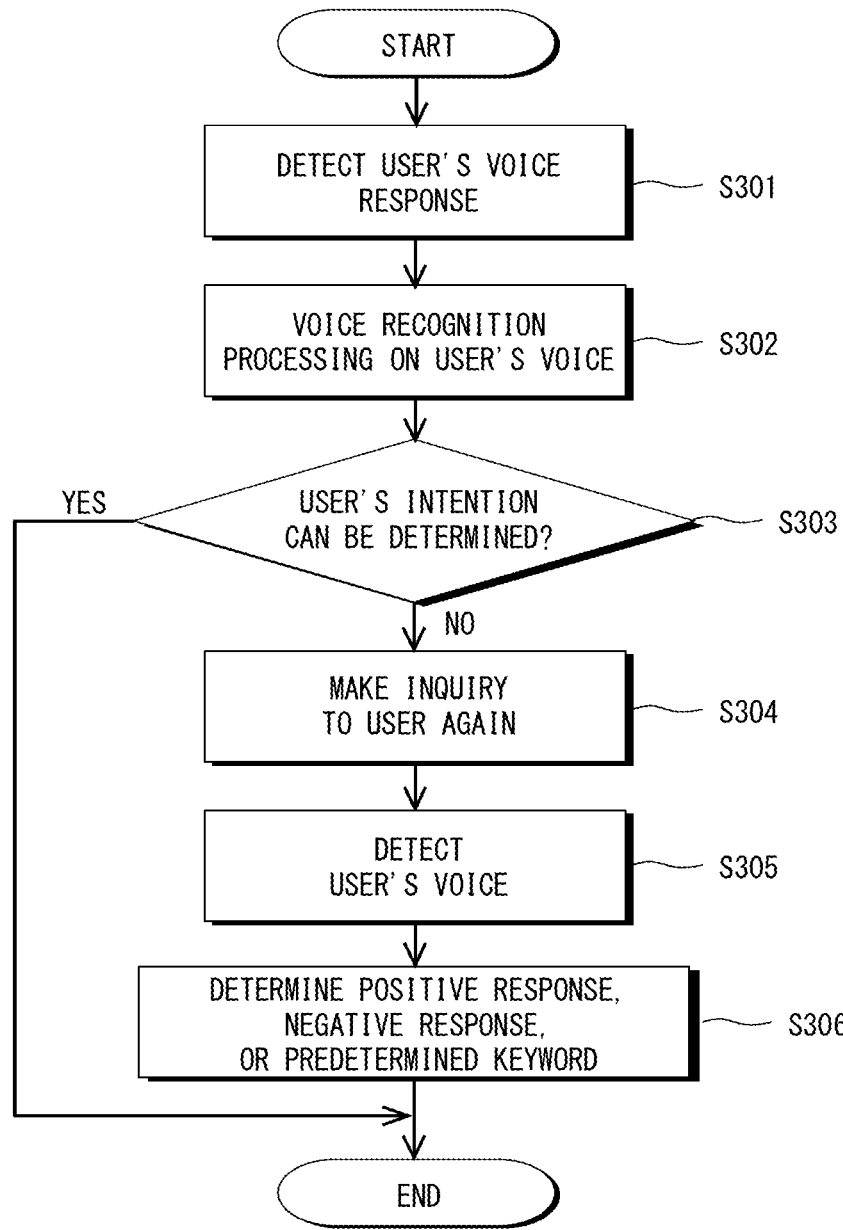 START
DETECT USER'S VOICE
RESPONSE
S301
VOICE RECOGNITION
PROCESSING ON USER'S VOICE
S302
YES
USER'S INTENTION
CAN BE DETERMINED?
S303
NO
MAKE INQUIRY
TO USER AGAIN
S304
DETECT
USER'S VOICE
S305
DETERMINE POSITIVE RESPONSE,
NEGATIVE RESPONSE,
OR PREDETERMINED KEYWORD
S306
END